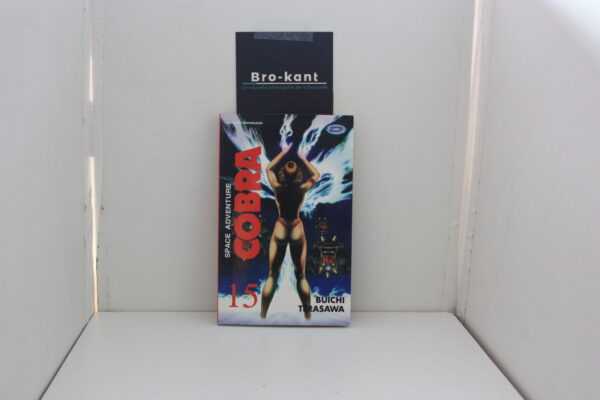 Bro-kant
SPACE ADVENTURE
COBRA
15
BUICHI
TERASAWA